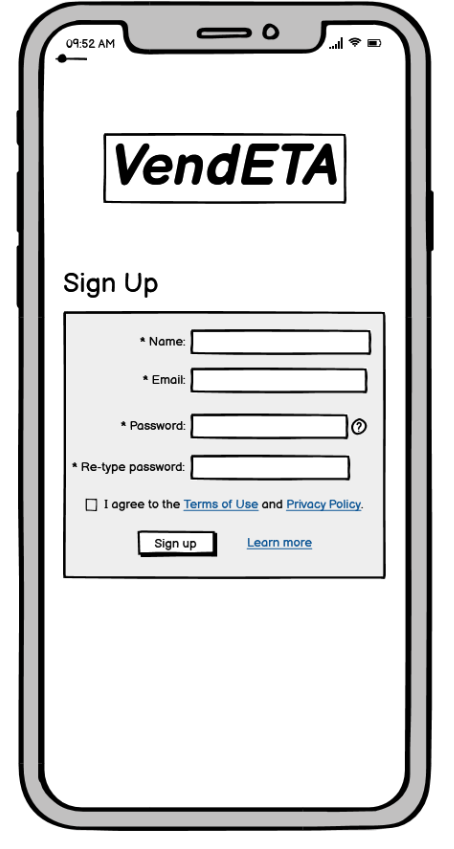 09:52 AM
VendETA
Sign Up
* Name:
* Email:
* Password: ?
* Re-type password:
I agree to the Terms of Use and Privacy Policy.
Sign up Learn more